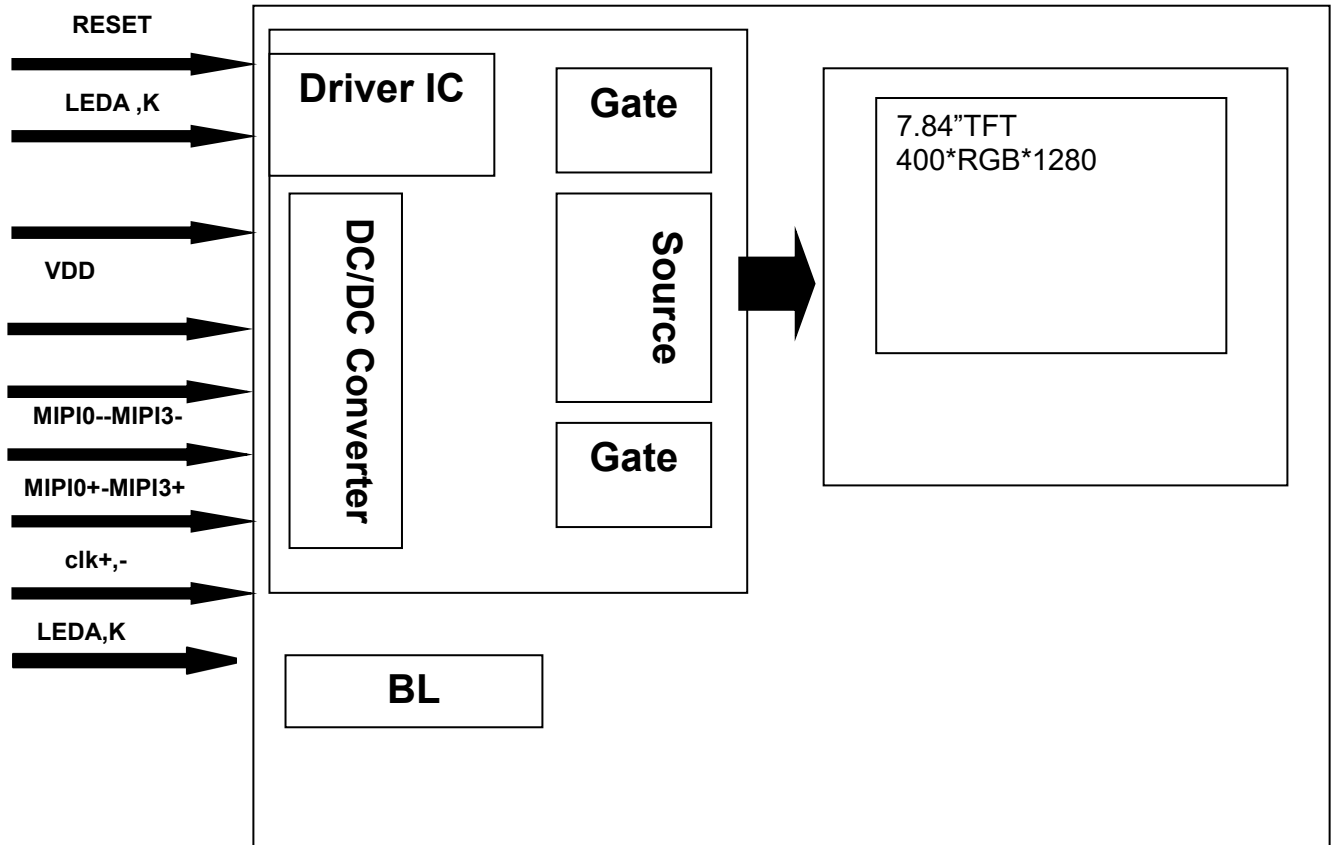 RESET
LEDA ,K
VDD
MIPI0--MIPI3-
MIPI0+-MIPI3+
clk+,-
LEDA,K
Driver IC
DC/DC Converter
Gate
Source
Gate
BL
7.84”TFT
400*RGB*1280